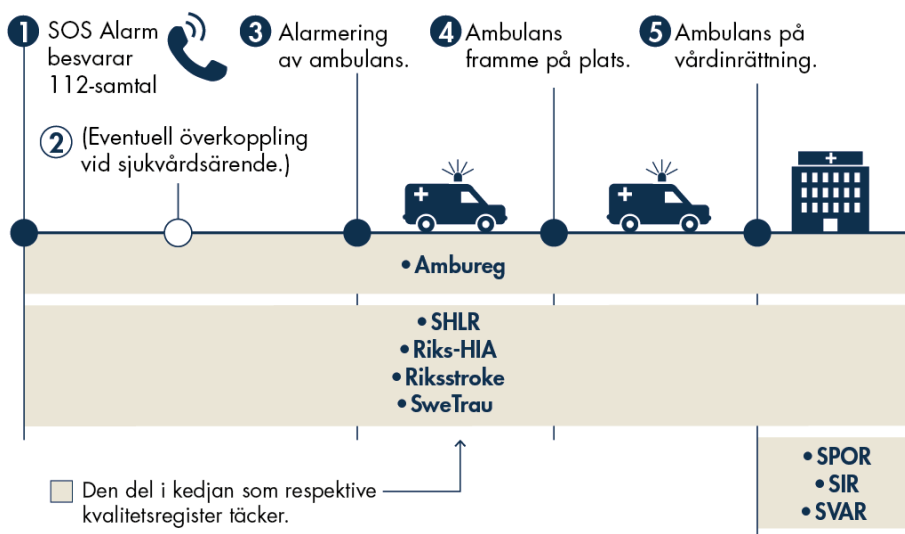 1 SOS Alarm
besvarar
112-samtal
2 (Eventuell överkoppling
vid sjukvårdsärende.)
3 Alarmering
av ambulans.
4 Ambulans
framme på plats.
5 Ambulans på
vårdinrättning.
• Ambureg
• SHLR
• Riks-HIA
• Riksstroke
• SweTrau
• SPOR
• SIR
• SVAR
Den del i kedjan som respektive
kvalitetsregister täcker.